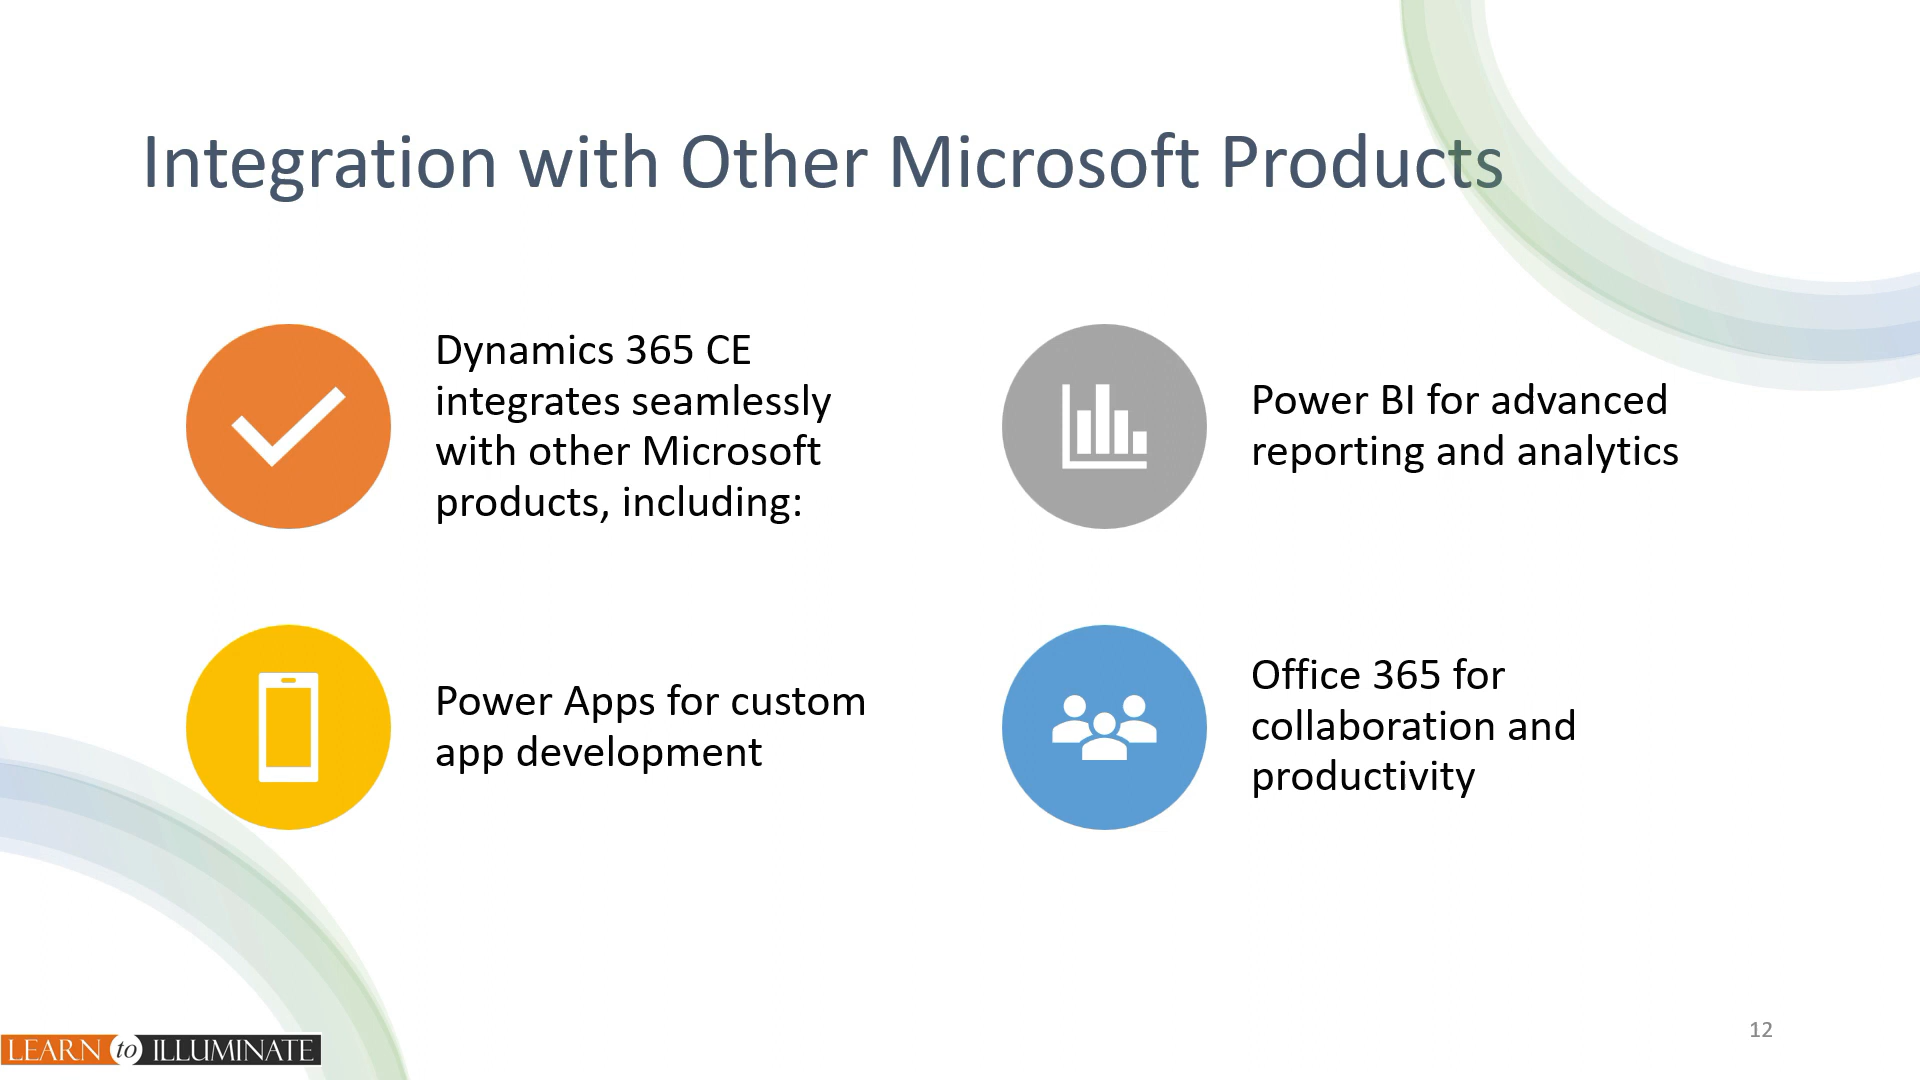 Integration with Other Microsoft Products
Dynamics 365 CE
integrates seamlessly
with other Microsoft
products, including:
Power BI for advanced
reporting and analytics
Power Apps for custom
app development
Office 365 for
collaboration and
productivity
LEARN to ILLUMINATE
12